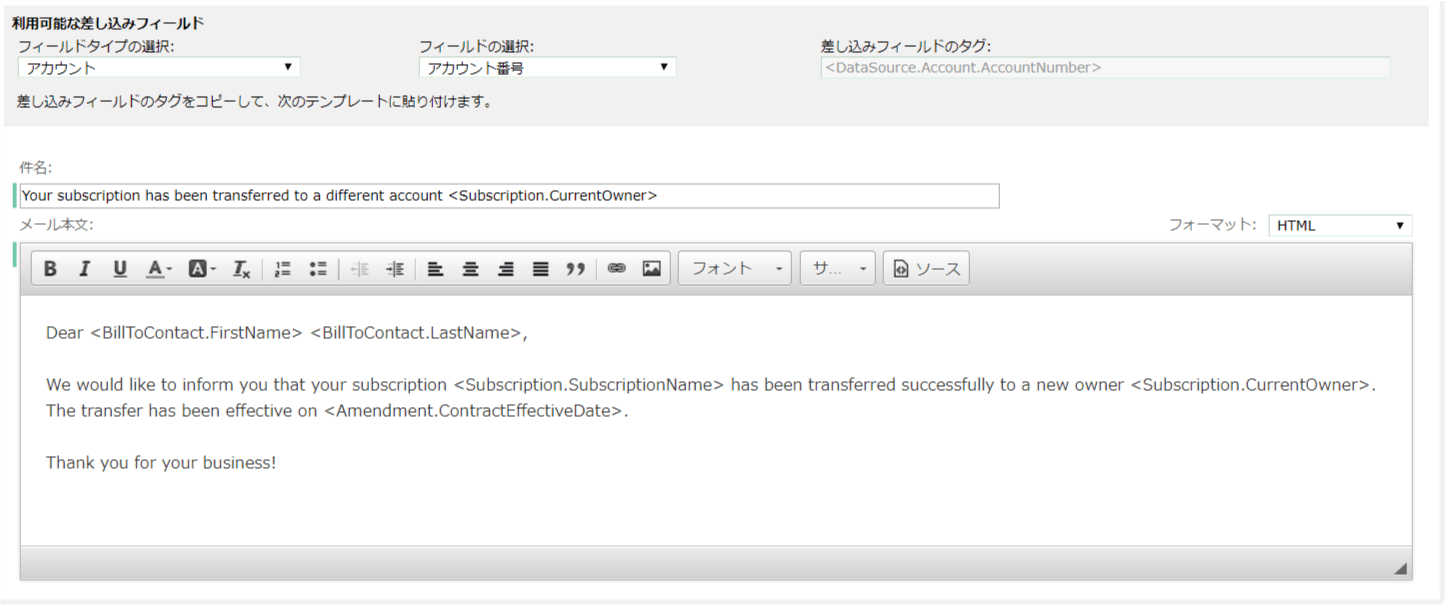 利用可能な差し込みフィールド
フィールドタイプの選択: フィールドの選択: 差し込みフィールドのタグ:
アカウント アカウント番号 <DataSource.Account.AccountNumber>
差し込みフィールドのタグをコピーして、次のテンプレートに貼り付けます。
件名:
Your subscription has been transferred to a different account <Subscription.CurrentOwner>
メール本文: フォーマット: HTML
B I U A A Tx フォント サ... ソース
Dear <BillToContact.FirstName> <BillToContact.LastName>,
We would like to inform you that your subscription <Subscription.SubscriptionName> has been transferred successfully to a new owner <Subscription.CurrentOwner>.
The transfer has been effective on <Amendment.ContractEffectiveDate>.
Thank you for your business!